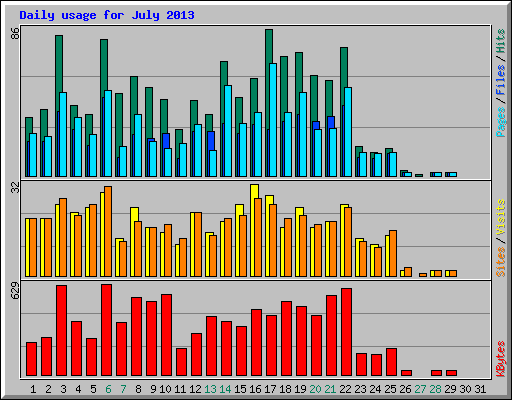 Daily usage for July 2013
86
Pages / Files / Hits
32
Sites / Visits
629
KBytes
1 2 3 4 5 6 7 8 9 10 11 12 13 14 15 16 17 18 19 20 21 22 23 24 25 26 27 28 29 30 31